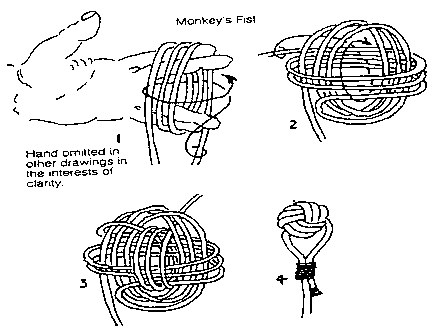 Monkey's Fist
1
Hand omitted in
other drawings in
the interests of
clarity.
2
3
4